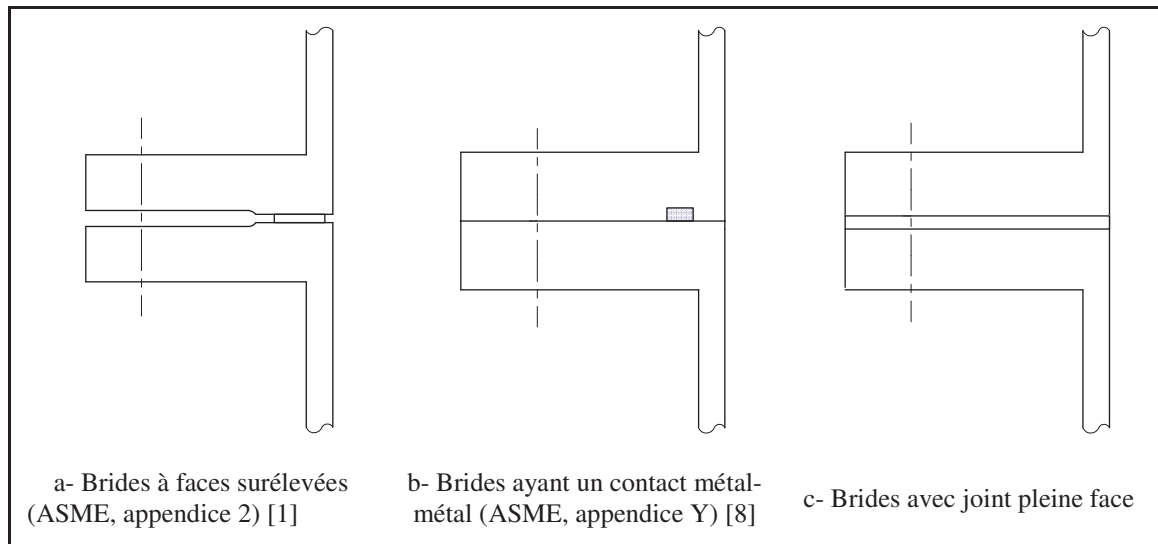 a- Brides à faces surélevées
(ASME, appendice 2) [1]
b- Brides ayant un contact métal-
métal (ASME, appendice Y) [8]
c- Brides avec joint pleine face